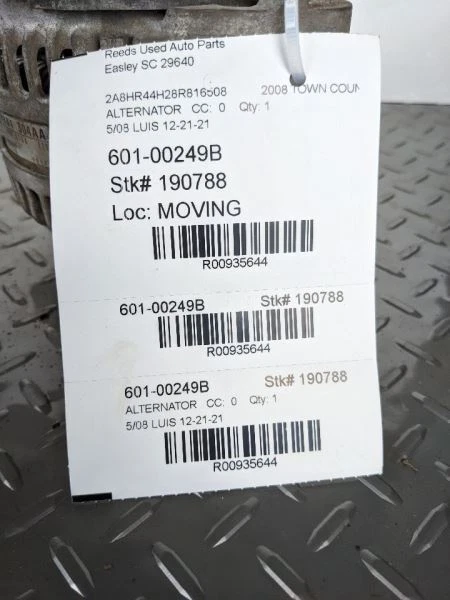 Reeds Used Auto Parts
Easley SC 29640
2A8HR44H28R816508 2008 TOWN COUN
ALTERNATOR CC: 0 Qty: 1
5/08 LUIS 12-21-21
601-00249B
Stk# 190788
Loc: MOVING
R00935644
601-00249B Stk# 190788
R00935644
601-00249B Stk# 190788
ALTERNATOR CC: 0 Qty: 1
5/08 LUIS 12-21-21
R00935644